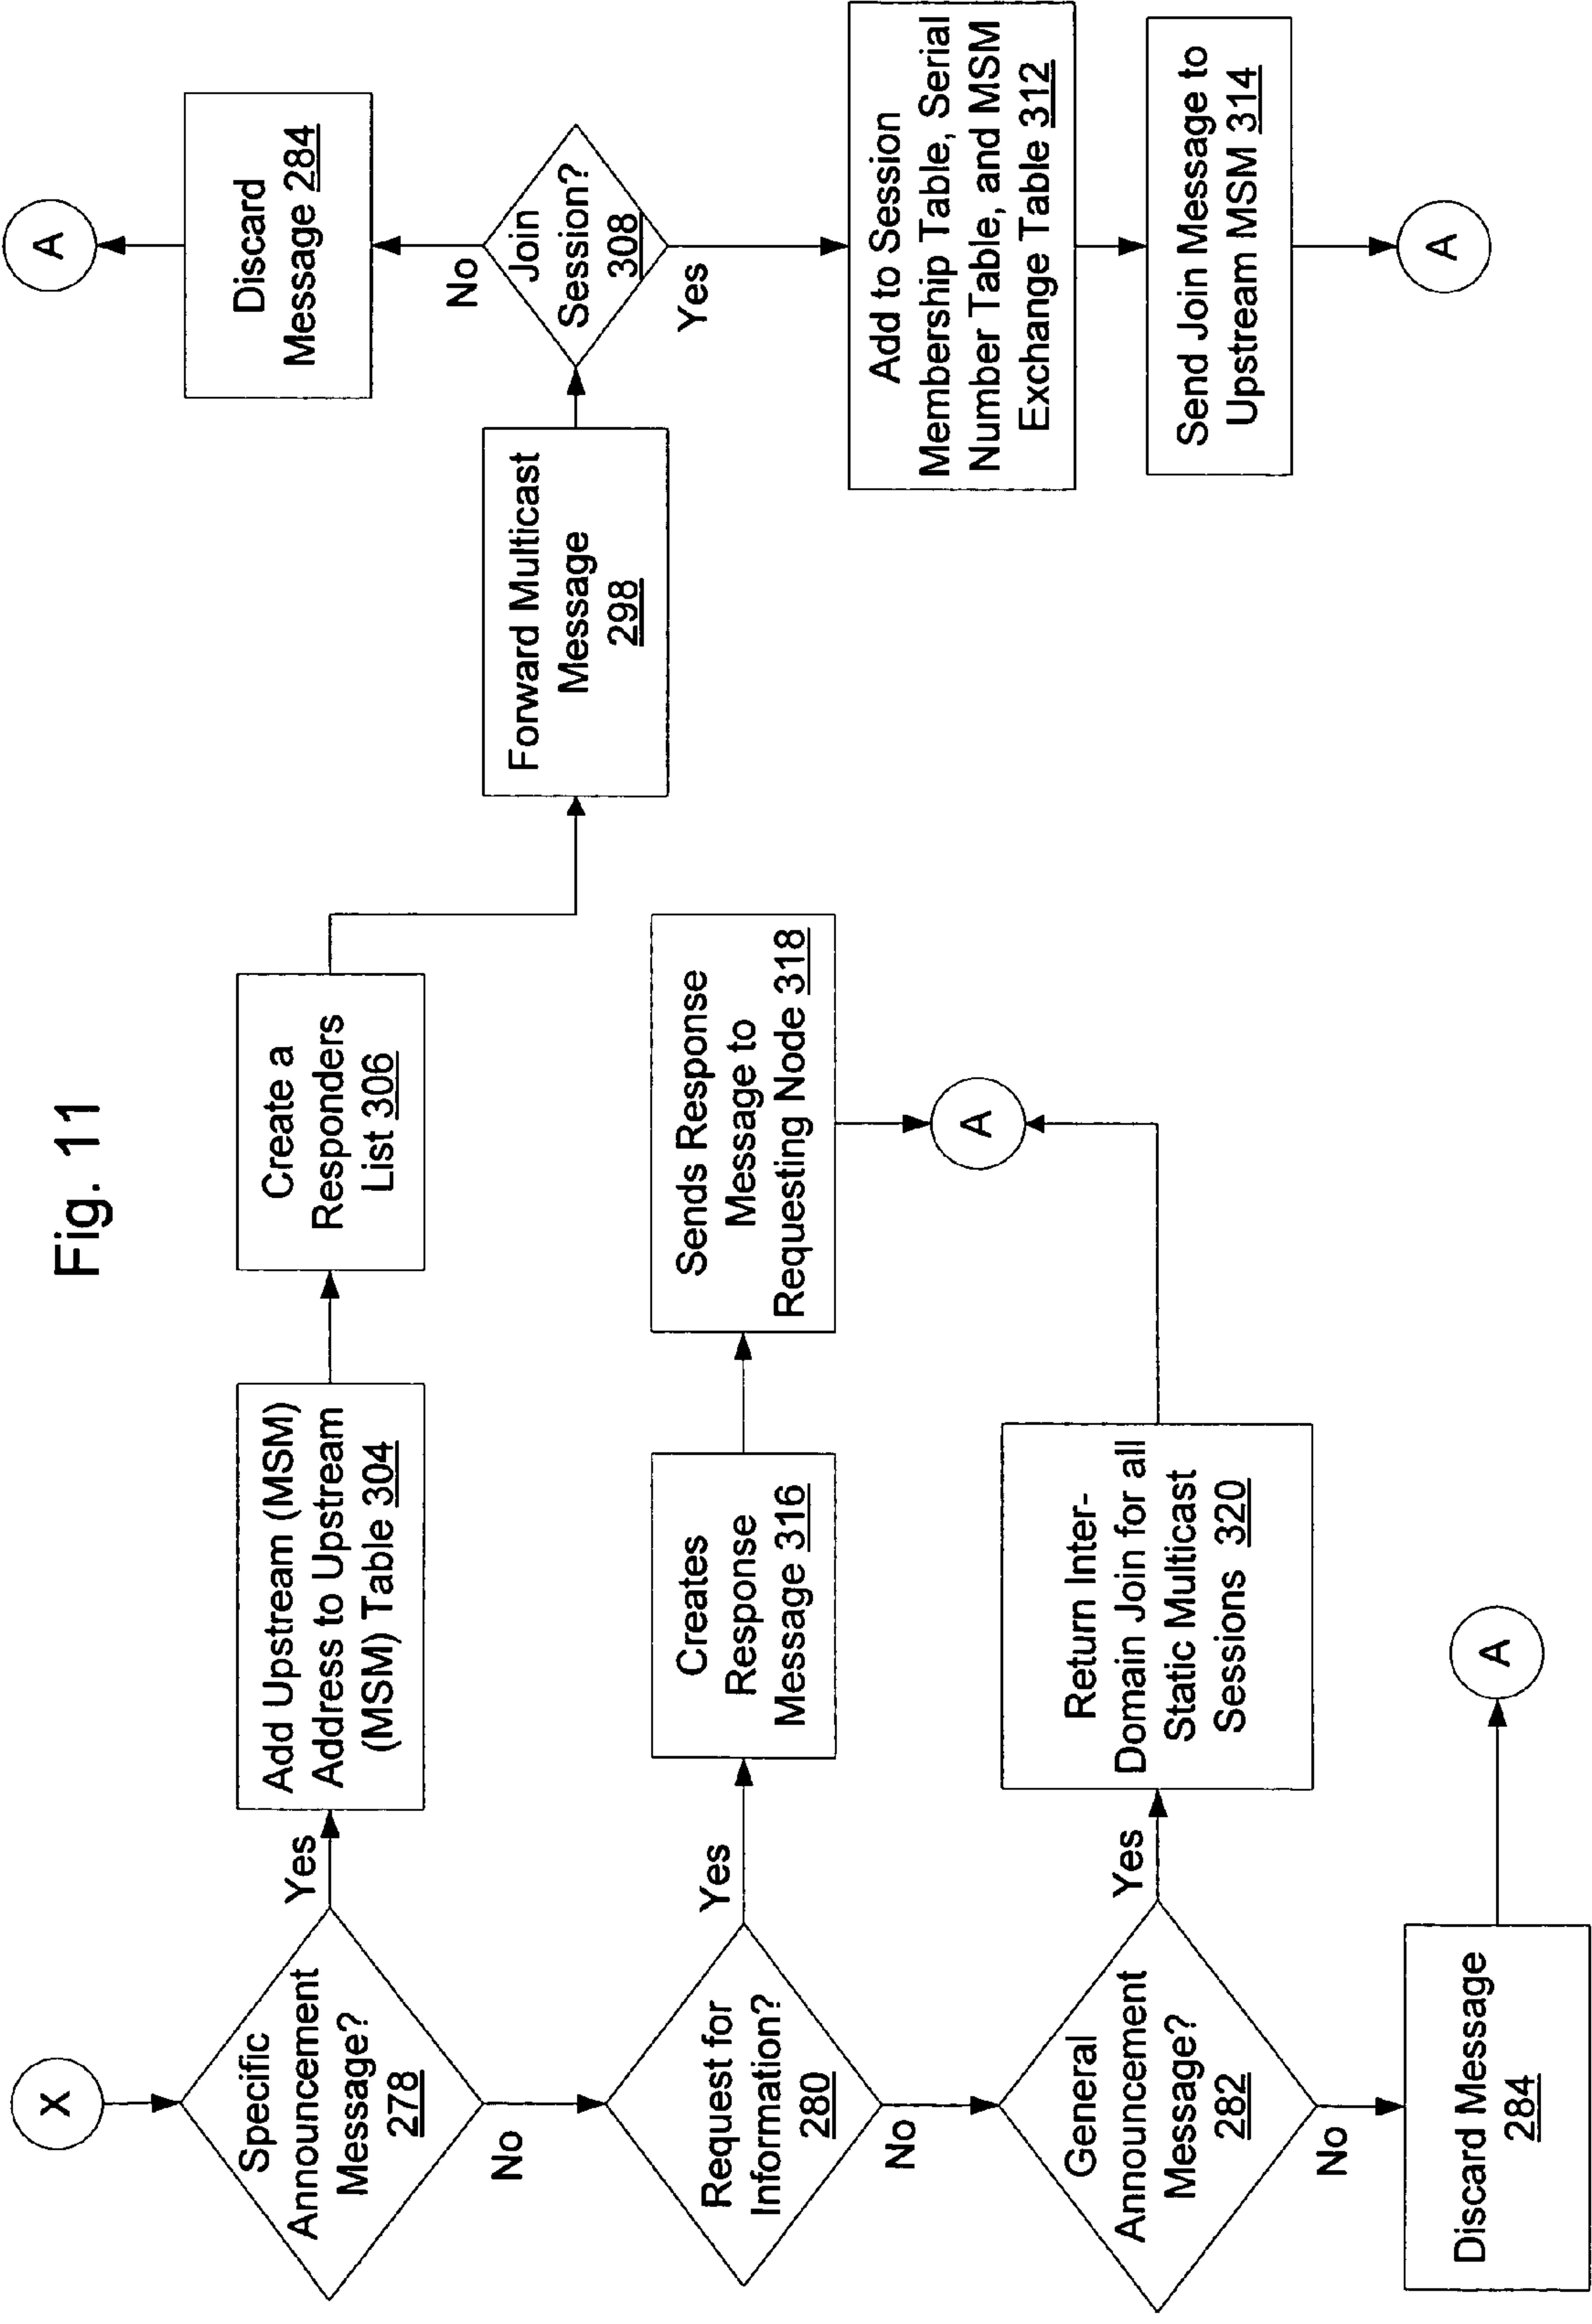 Fig. 11
X
Specific
Announcement
Message?
278
Yes
No
Add Upstream (MSM)
Address to Upstream
(MSM) Table 304
Create a
Responders
List 306
Forward Multicast
Message
298
Join
Session?
308
No
Yes
Discard
Message 284
A
Add to Session
Membership Table, Serial
Number Table, and MSM
Exchange Table 312
Send Join Message to
Upstream MSM 314
A
Request for
Information?
280
Yes
No
Creates
Response
Message 316
Sends Response
Message to
Requesting Node 318
A
General
Announcement
Message?
282
Yes
No
Return Inter-
Domain Join for all
Static Multicast
Sessions 320
Discard Message
284
A